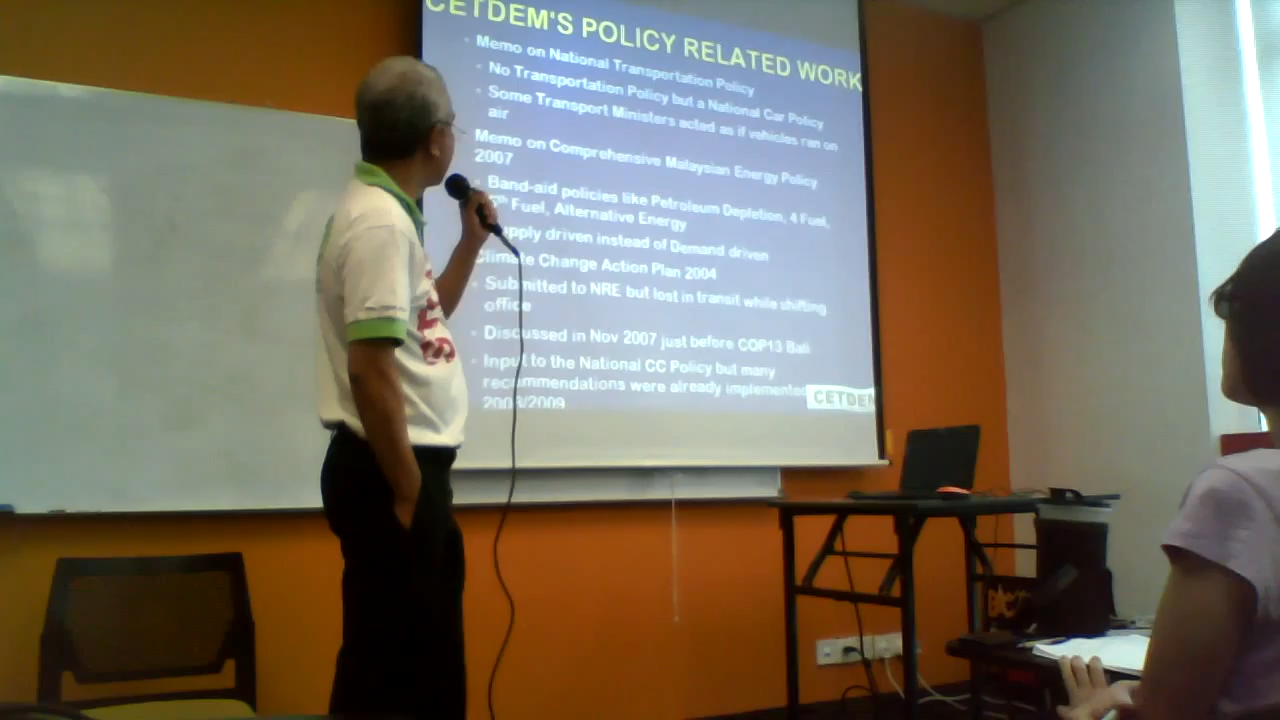 CETDEM'S POLICY RELATED WORK
Memo on National Transportation Policy
No Transportation Policy but a National Car Policy
Some Transport Ministers acted as if vehicles ran on
air
Memo on Comprehensive Malaysian Energy Policy
2007
Band-aid policies like Petroleum Depletion, 4 Fuel,
5th Fuel, Alternative Energy
upply driven instead of Demand driven
Climate Change Action Plan 2004
Submitted to NRE but lost in transit while shifting
office
Discussed in Nov 2007 just before COP13 Bali
Input to the National CC Policy but many
recommendations were already implemented
2008/2009
CETDEM